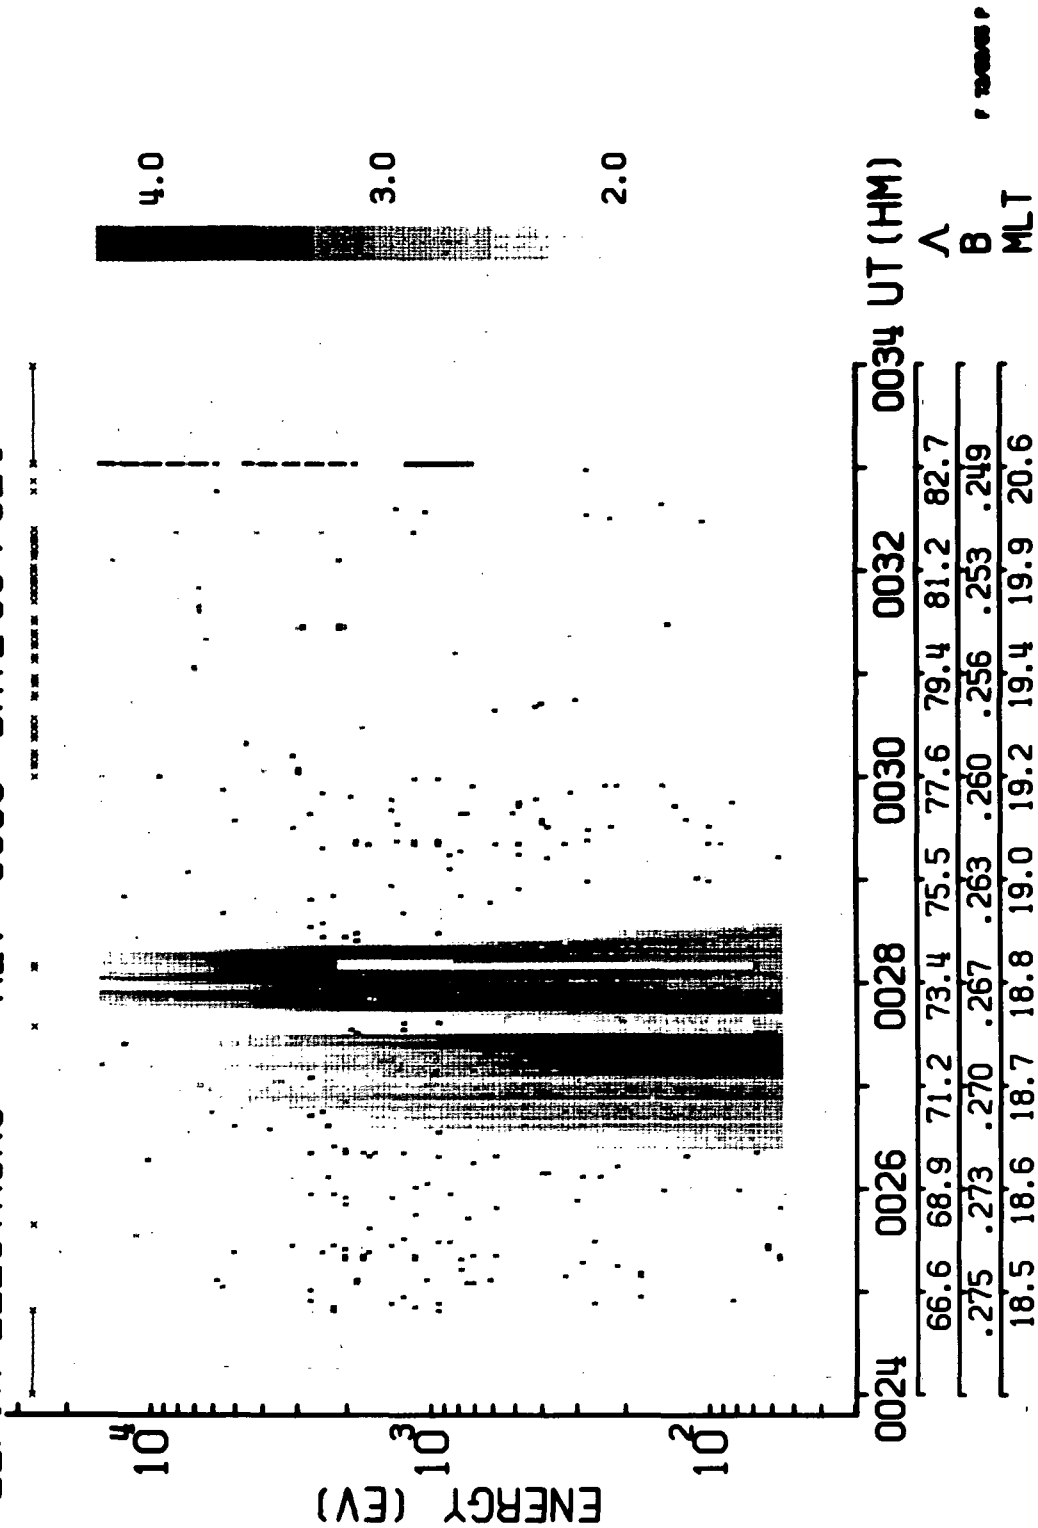 4.0
3.0
2.0
10⁴
10³
10²
ENERGY (EV)
0024 0026 0028 0030 0032 0034 UT (HM)
66.6 68.9 71.2 73.4 75.5 77.6 79.4 81.2 82.7 Λ
.275 .273 .270 .267 .263 .260 .256 .253 .249 B
18.5 18.6 18.7 18.8 19.0 19.2 19.4 19.9 20.6 MLT